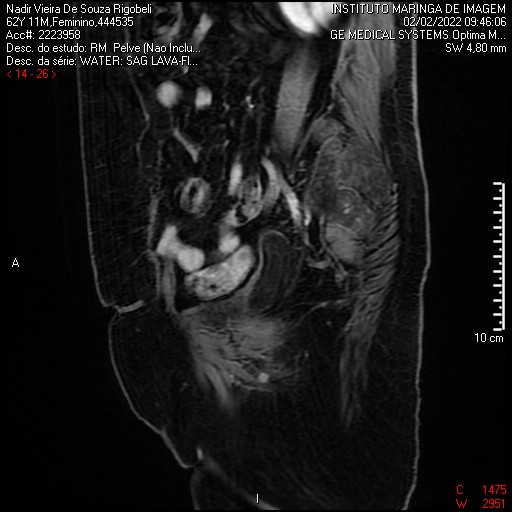 Nadir Vieira De Souza Rigobeli
62Y 11M,Feminino,444535
Acc#: 2223958
Desc. do estudo: RM Pelve (Nao Inclu...
Desc. da série: WATER: SAG LAVA-Fl...
< 14 - 26 >
INSTITUTO MARINGA DE IMAGEM
02/02/2022 09:46:06
GE MEDICAL SYSTEMS Optima M...
SW 4,80 mm
A
10 cm
I
C 1475
W 2951